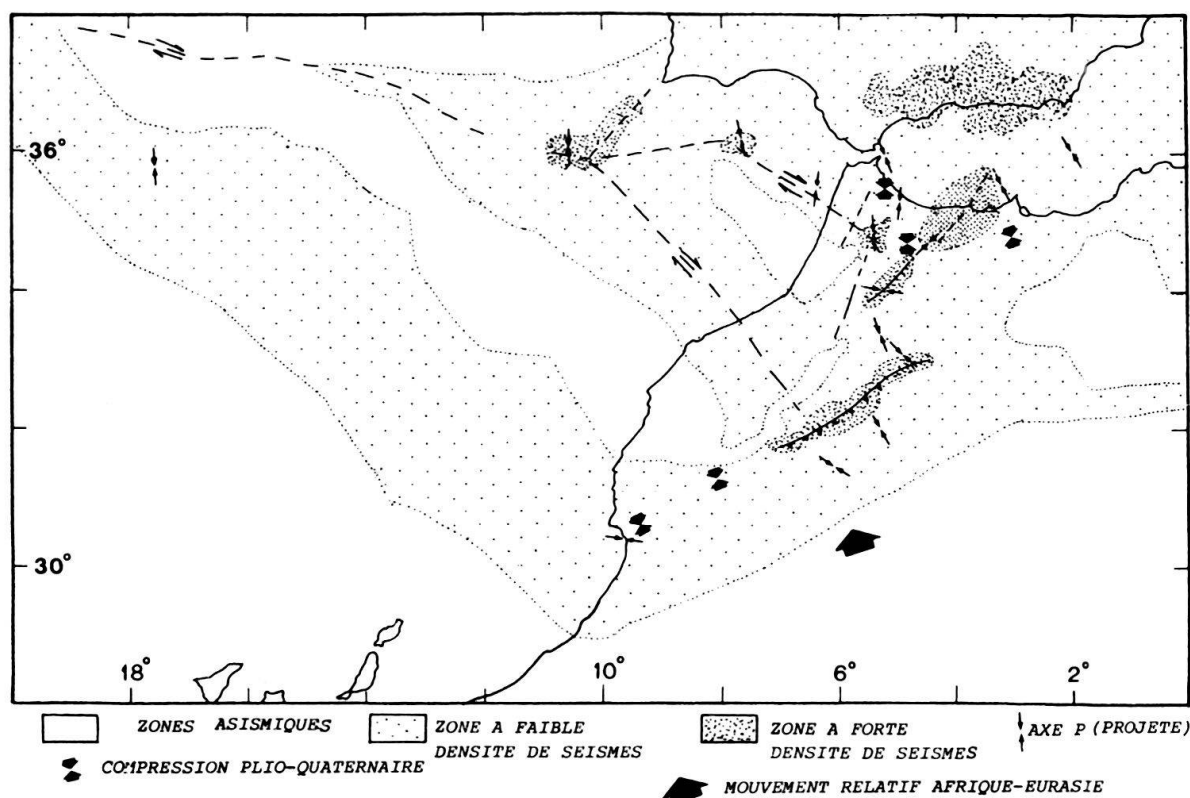 36°
30°
18° 10° 6° 2°
ZONES ASISMIQUES
ZONE A FAIBLE
DENSITE DE SEISMES
ZONE A FORTE
DENSITE DE SEISMES
AXE P (PROJETE)
COMPRESSION PLIO-QUATERNAIRE
MOUVEMENT RELATIF AFRIQUE-EURASIE